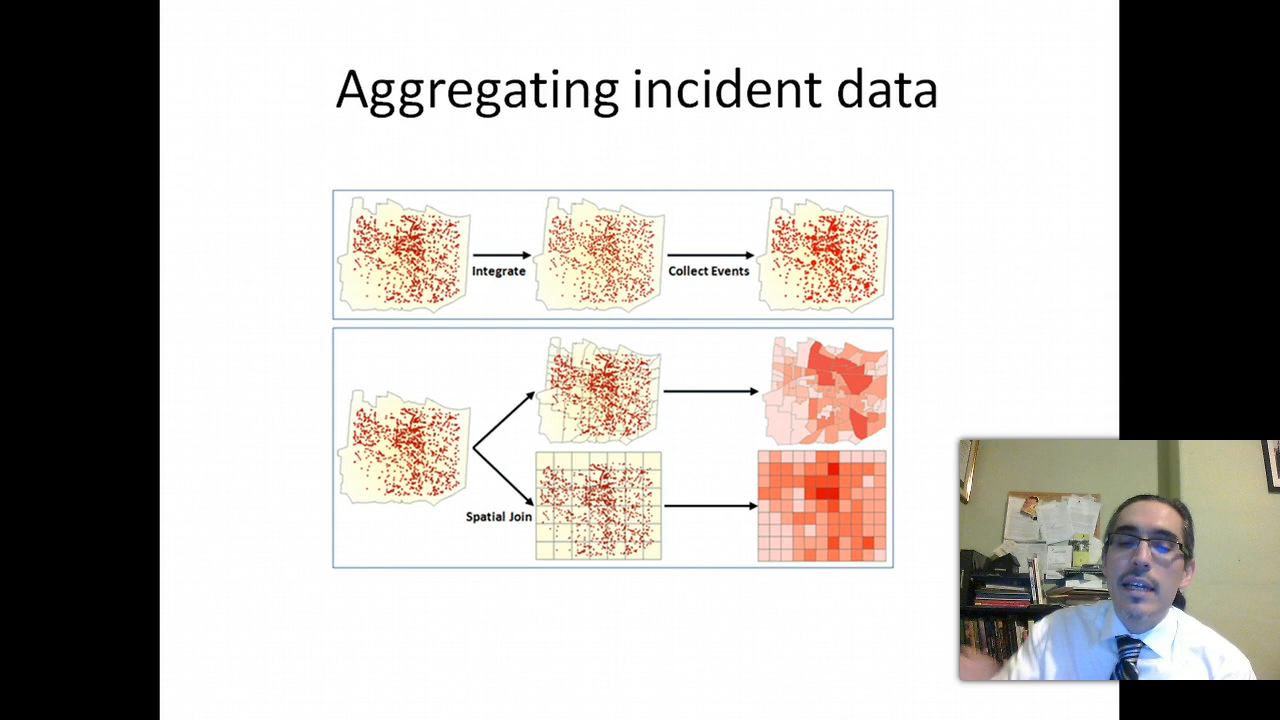 Aggregating incident data
Integrate
Collect Events
Spatial Join